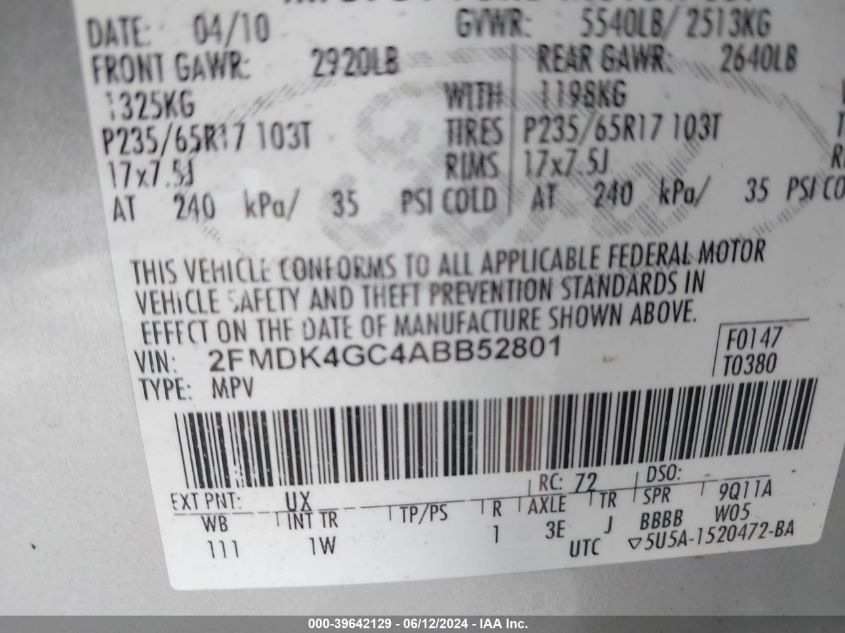 DATE: 04/10 GVWR: 5540LB/ 2513KG
FRONT GAWR: 2920LB REAR GAWR: 2640LB
1325KG WITH 1198KG
P235/65R17 103T TIRES P235/65R17 103T
17x7.5J RIMS 17x7.5J
AT 240 kPa/ 35 PSI COLD AT 240 kPa/ 35 PSI CO
THIS VEHICLE CONFORMS TO ALL APPLICABLE FEDERAL MOTOR
VEHICLE SAFETY AND THEFT PREVENTION STANDARDS IN
EFFECT ON THE DATE OF MANUFACTURE SHOWN ABOVE.
VIN: 2FMDK4GC4ABB52801 F0147
TYPE: MPV T0380
EXT PNT: UX RC: 72 DSO:
WB INT TR TP/PS R AXLE TR SPR 9Q11A
111 1W 1 3E J BBBB W05
UTC 5U5A-1520472-BA
000-39642129 - 06/12/2024 - IAA Inc.